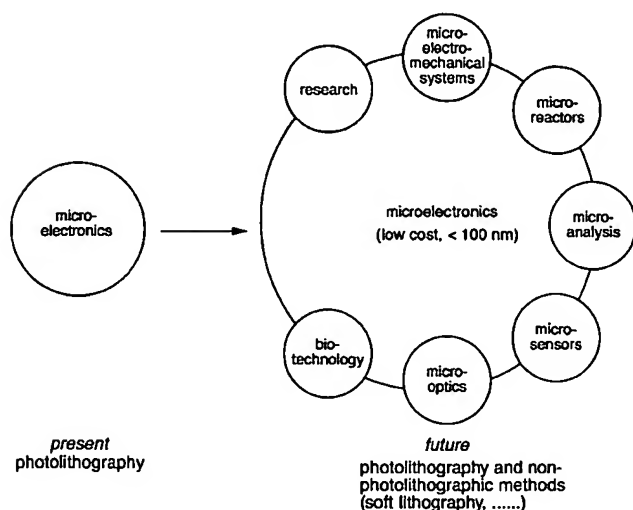 micro-
electronics
research
micro-
electro-
mechanical
systems
micro-
reactors
micro-
analysis
micro-
sensors
micro-
optics
bio-
technology
microelectronics
(low cost, < 100 nm)
present
photolithography
future
photolithography and non-
photolithographic methods
(soft lithography, ......)